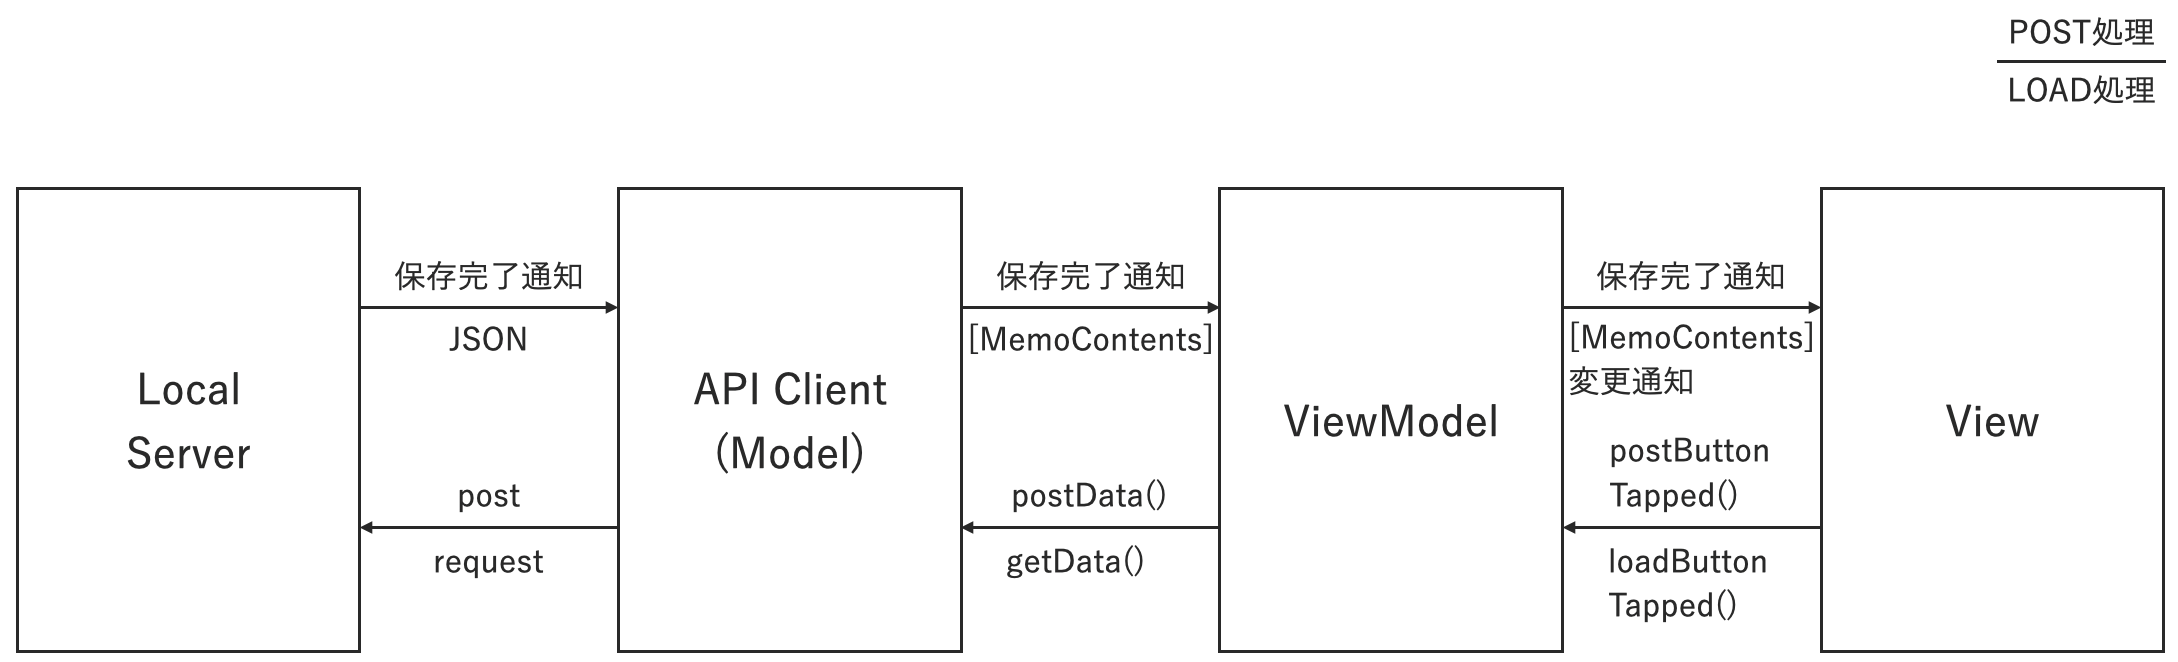 POST処理
LOAD処理
保存完了通知
JSON
Local
Server
post
request
API Client
(Model)
保存完了通知
[MemoContents]
postData()
getData()
ViewModel
保存完了通知
[MemoContents]
変更通知
postButton
Tapped()
loadButton
Tapped()
View